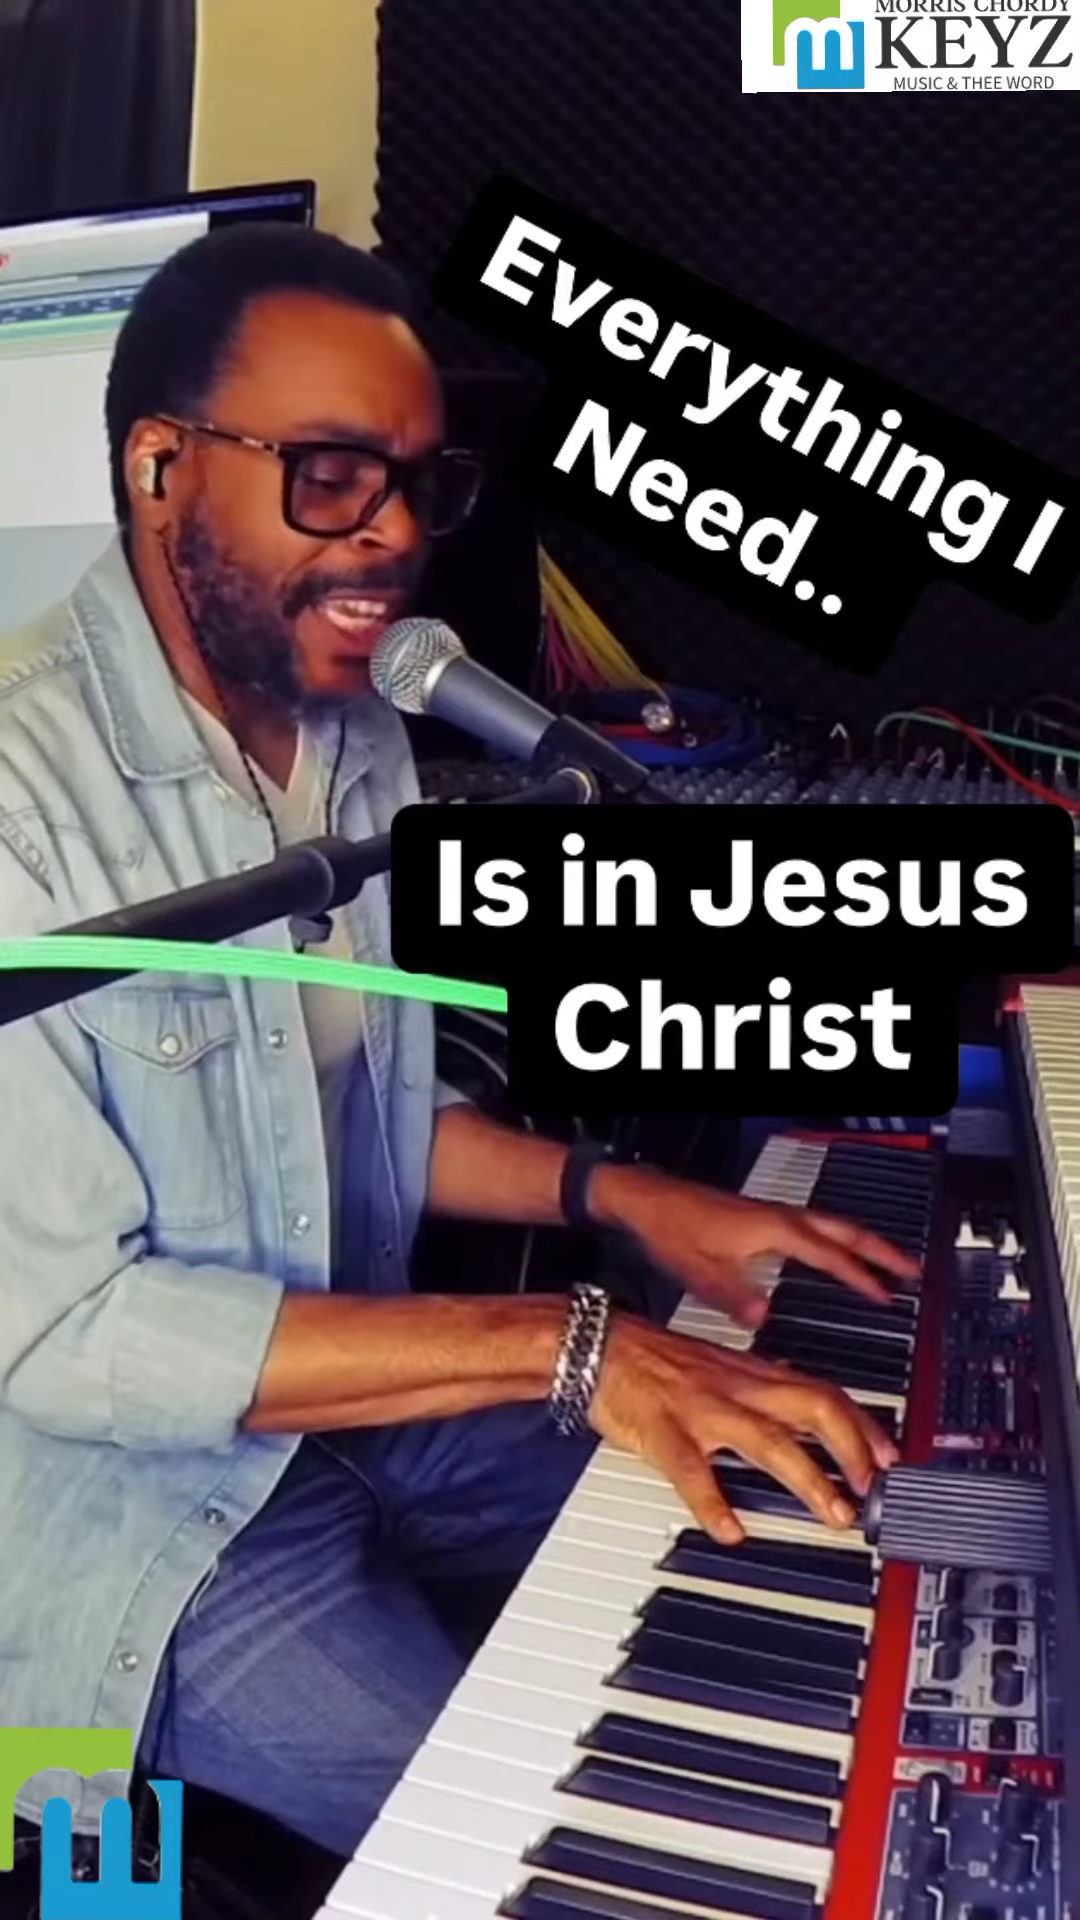 MORRIS CHORDY
KEYZ
MUSIC & THEE WORD
Everything I
Need..
Is in Jesus
Christ